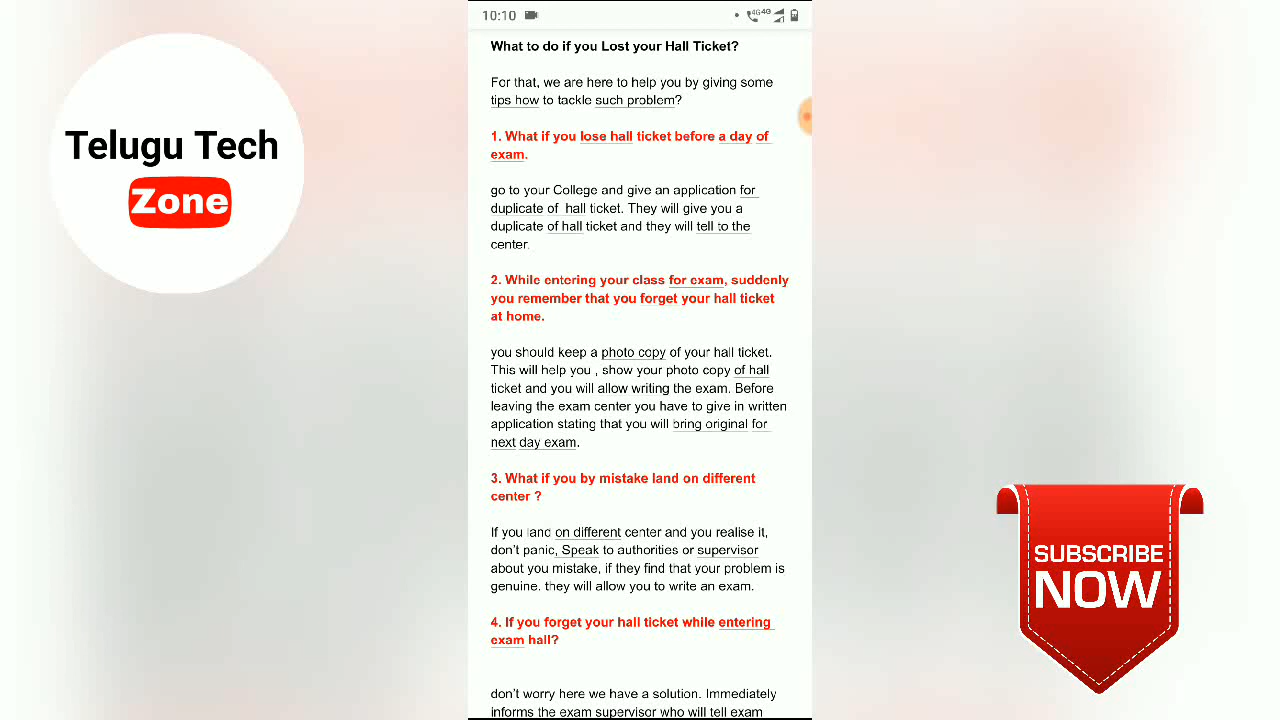 Telugu Tech
Zone
10:10
4G 4G
What to do if you Lost your Hall Ticket?
For that, we are here to help you by giving some
tips how to tackle such problem?
1. What if you lose hall ticket before a day of
exam.
go to your College and give an application for
duplicate of  hall ticket. They will give you a
duplicate of hall ticket and they will tell to the
center.
2. While entering your class for exam, suddenly
you remember that you forget your hall ticket
at home.
you should keep a photo copy of your hall ticket.
This will help you , show your photo copy of hall
ticket and you will allow writing the exam. Before
leaving the exam center you have to give in written
application stating that you will bring original for
next day exam.
3. What if you by mistake land on different
center ?
If you land on different center and you realise it,
don't panic, Speak to authorities or supervisor
about you mistake, if they find that your problem is
genuine. they will allow you to write an exam.
4. If you forget your hall ticket while entering
exam hall?
don't worry here we have a solution. Immediately
informs the exam supervisor who will tell exam
SUBSCRIBE
NOW